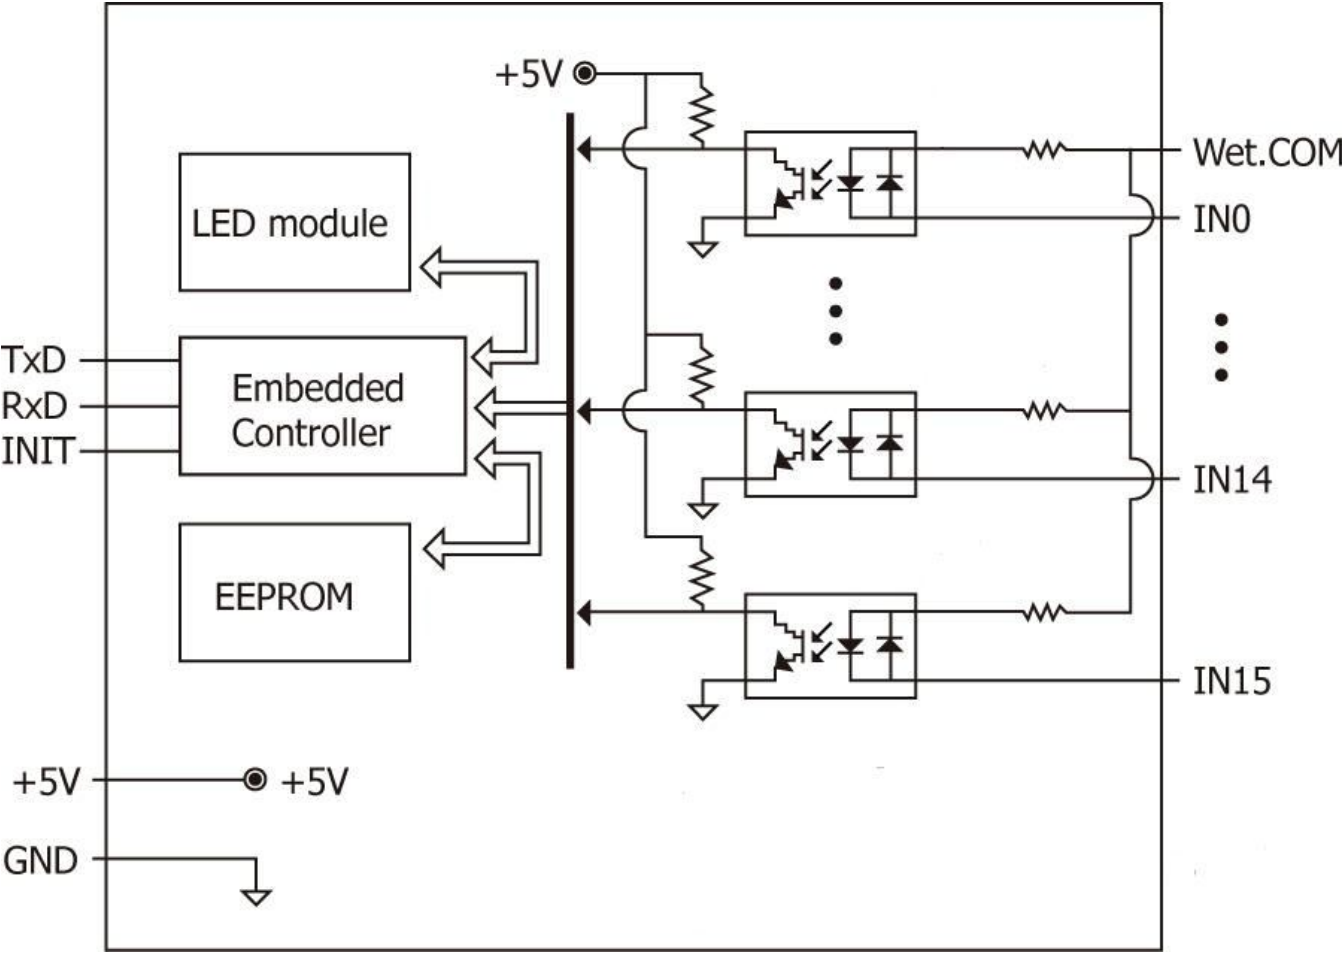 +5V
Wet.COM
LED module
IN0
TxD
RxD
INIT
Embedded
Controller
IN14
EEPROM
IN15
+5V
+5V
GND